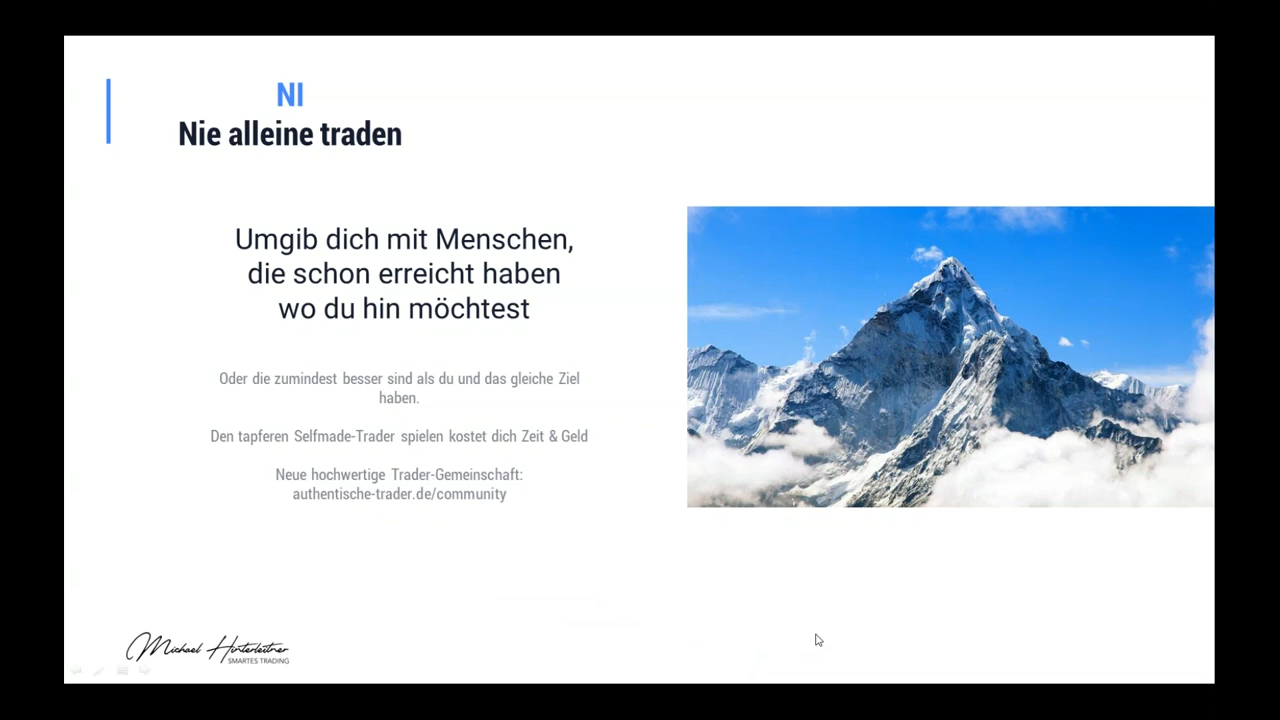 NI
Nie alleine traden
Umgib dich mit Menschen,
die schon erreicht haben
wo du hin möchtest
Oder die zumindest besser sind als du und das gleiche Ziel
haben.
Den tapferen Selfmade-Trader spielen kostet dich Zeit & Geld
Neue hochwertige Trader-Gemeinschaft:
authentische-trader.de/community
Michael Hinterleitner
SMARTES TRADING